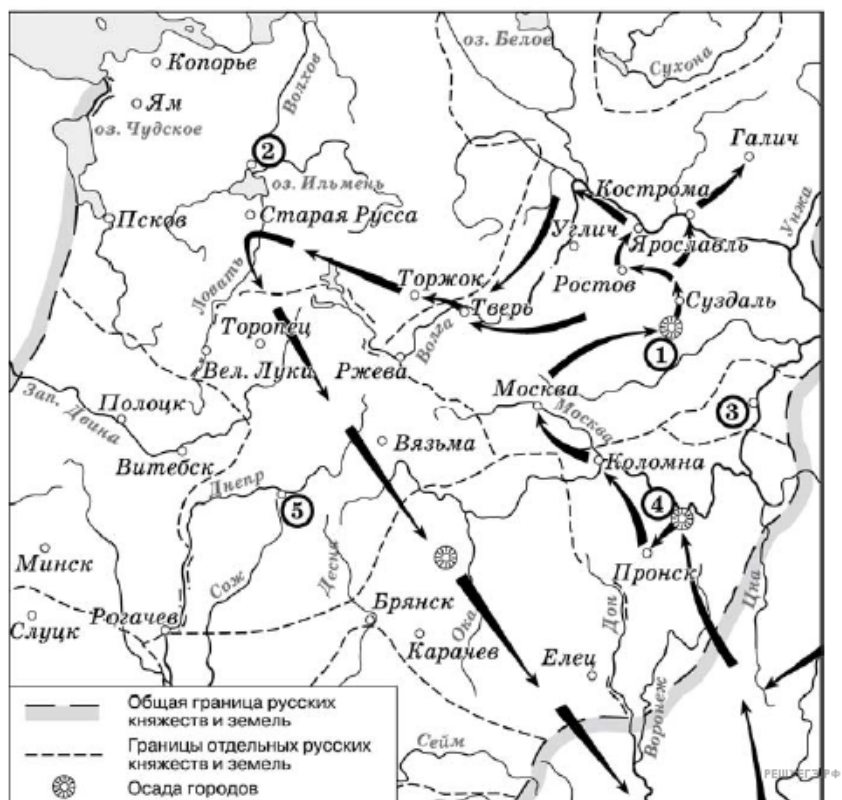 оз. Белое
Сухона
Копорье
Волхов
Ям
оз. Чудское
Галич
2
оз. Ильмень
Кострома
Унжа
Псков
Старая Русса
Углич
Ярославль
Ловать
Торжок
Ростов
Тверь
Суздаль
Торопец
Волга
1
Вел. Луки
Ржева
Москва
Зап. Двина
Полоцк
Москва
3
Витебск
Вязьма
Коломна
Днепр
4
5
Минск
Сож
Десна
Пронск
Цна
Слуцк
Рогачев
Брянск
Ока
Дон
Карачев
Елец
Воронеж
Сейм
Общая граница русских
княжеств и земель
Границы отдельных русских
княжеств и земель
Осада городов
РЕШУЕГЭ.РФ